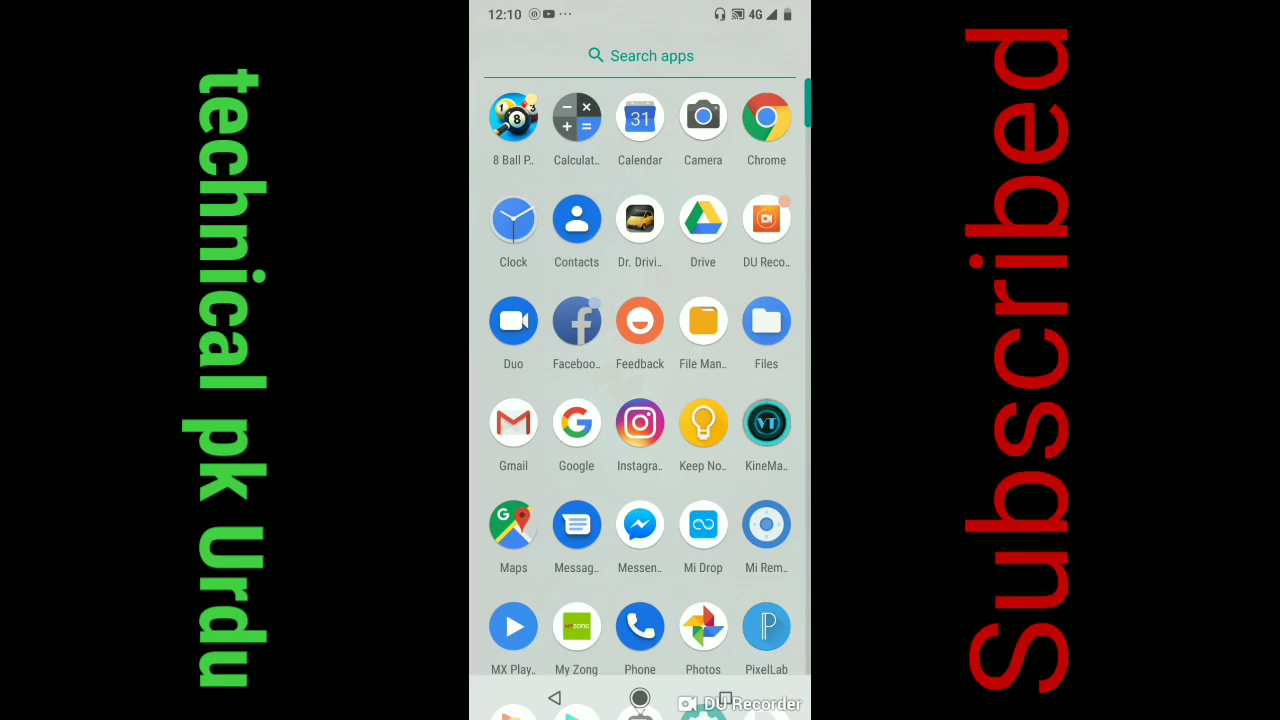 technical pk Urdu
12:10
4G
Search apps
8 Ball P.. Calculat.. Calendar Camera Chrome
31
Clock Contacts Dr. Drivi.. Drive DU Reco..
Duo Faceboo.. Feedback File Man.. Files
Gmail Google Instagra.. Keep No.. KineMa..
Maps Messag.. Messen.. Mi Drop Mi Rem..
MX Play.. My Zong Phone Photos PixelLab
DU Recorder
Subscribed